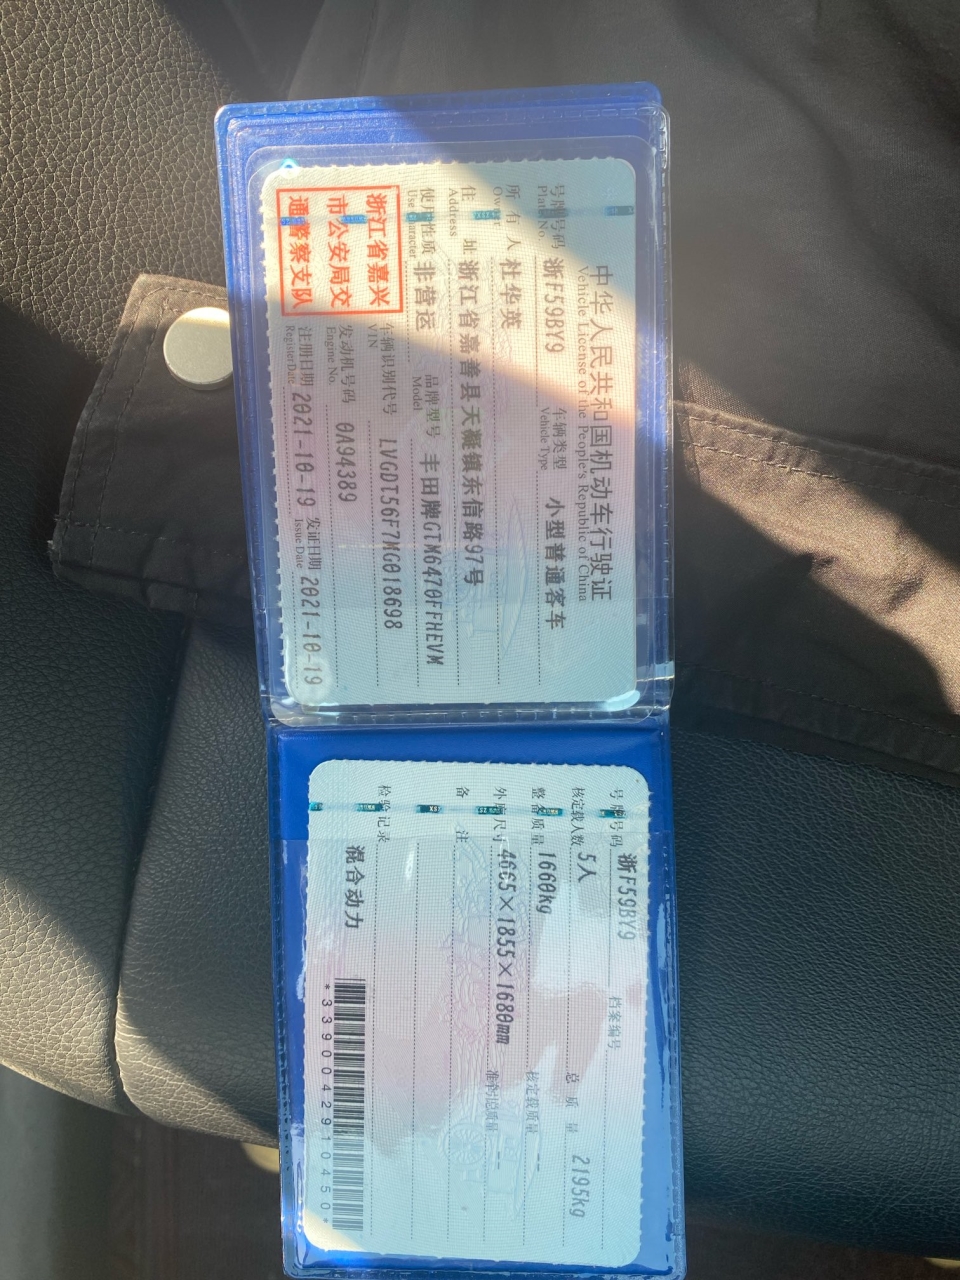 中华人民共和国机动车行驶证
Vehicle License of the People's Republic of China
号牌号码 浙F59BY9 车辆类型 小型普通客车
Plate No. Vehicle Type
所有人 杜华英
Owner
住址 浙江省嘉善县天凝镇东信路97号
Address
使用性质 非营运 品牌型号 丰田牌GTM6470FFHEVM
Use Character Model
浙江省嘉兴
市公安局交
通警察支队
车辆识别代号 LVGDT56F7MG018698
VIN
发动机号码 0A94389
Engine No.
注册日期 2021-10-19 发证日期 2021-10-19
Register Date Issue Date
号牌号码 浙F59BY9 档案编号
核定载人数 5人 总质量 2195kg
整备质量 1660kg 核定载质量 --
外廓尺寸 4665×1855×1680mm 准牵引总质量 --
备注
检验记录
混合动力
*3390042910450*